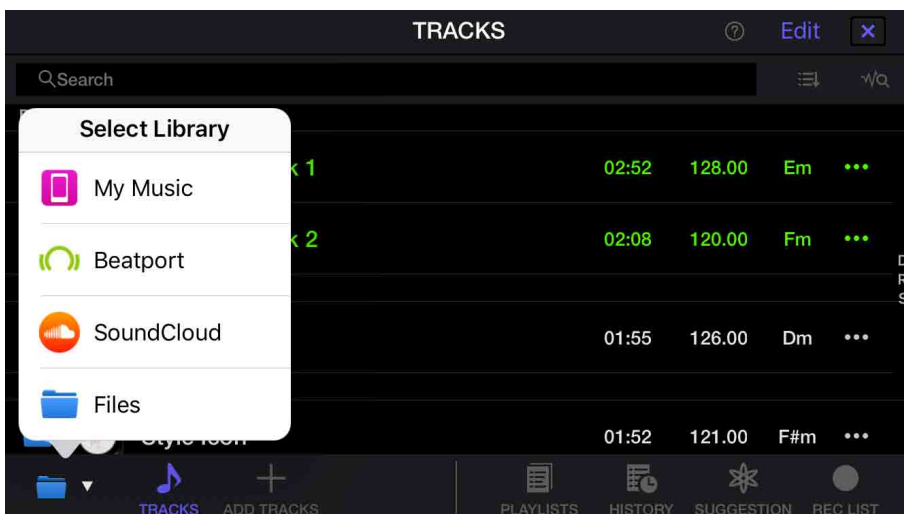 TRACKS
Edit
Search
Select Library
k 1 02:52 128.00 Em
My Music
k 2 02:08 120.00 Fm
Beatport
D
R
S
SoundCloud
01:55 126.00 Dm
Files
Style Icon 01:52 121.00 F#m
TRACKS ADD TRACKS PLAYLISTS HISTORY SUGGESTION REC LIST